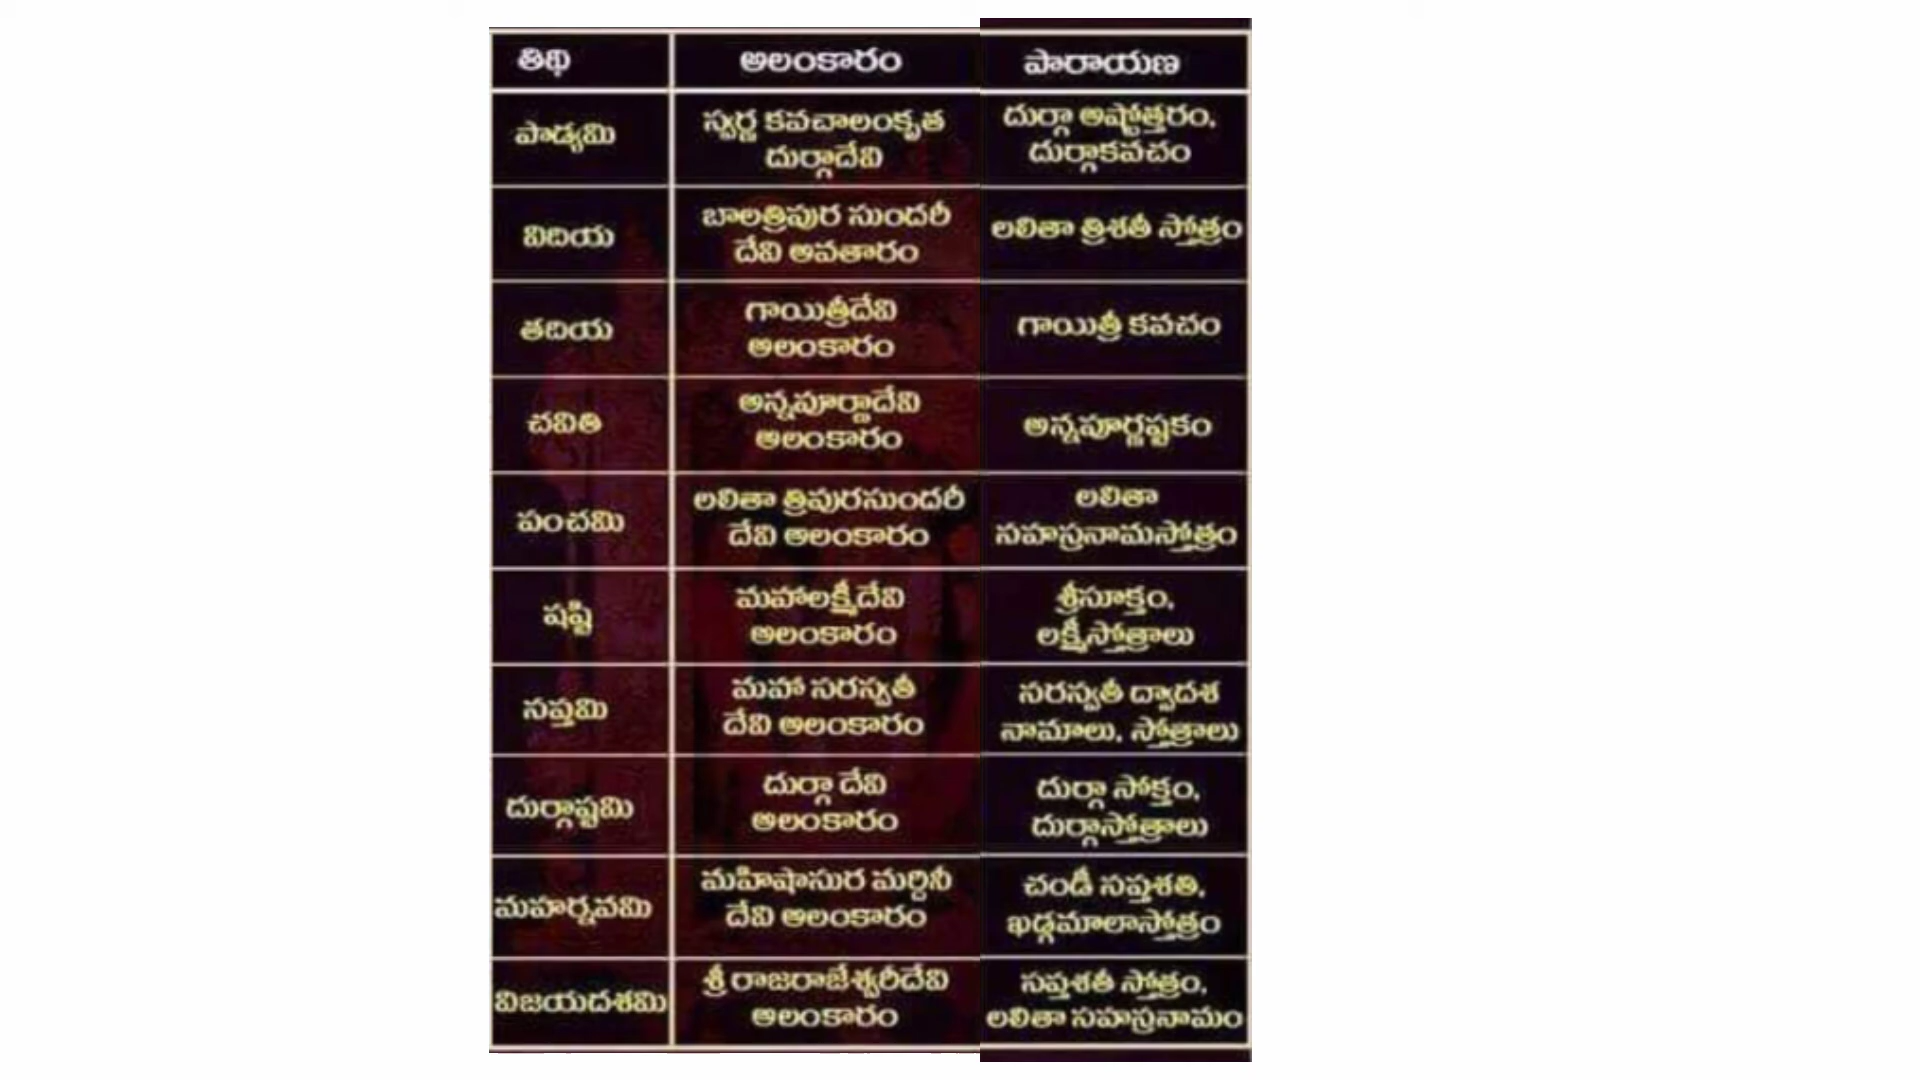 తిథి అలంకారం పారాయణ
పాడ్యమి
స్వర్ణ కవచాలంకృత
దుర్గాదేవి
దుర్గా అష్టోత్తరం,
దుర్గాకవచం
విదియ
బాలత్రిపుర సుందరీ
దేవి అవతారం
లలితా త్రిశతీ స్తోత్రం
తదియ
గాయిత్రీదేవి
అలంకారం
గాయిత్రీ కవచం
చవితి
అన్నపూర్ణాదేవి
అలంకారం
అన్నపూర్ణష్టకం
పంచమి
లలితా త్రిపురసుందరీ
దేవి అలంకారం
లలితా
సహస్రనామస్తోత్రం
షష్టి
మహాలక్ష్మీదేవి
అలంకారం
శ్రీసూక్తం,
లక్ష్మీస్తోత్రాలు
సప్తమి
మహా సరస్వతీ
దేవి అలంకారం
సరస్వతీ ద్వాదశ
నామాలు, స్తోత్రాలు
దుర్గాష్టమి
దుర్గా దేవి
అలంకారం
దుర్గా సోక్తం,
దుర్గాస్తోత్రాలు
మహర్నవమి
మహిషాసుర మర్దినీ
దేవి అలంకారం
చండీ సప్తశతి,
ఖడ్గమాలాస్తోత్రం
విజయదశమి
శ్రీ రాజరాజేశ్వరీదేవి
అలంకారం
సప్తశతీ స్తోత్రం,
లలితా సహస్రనామం